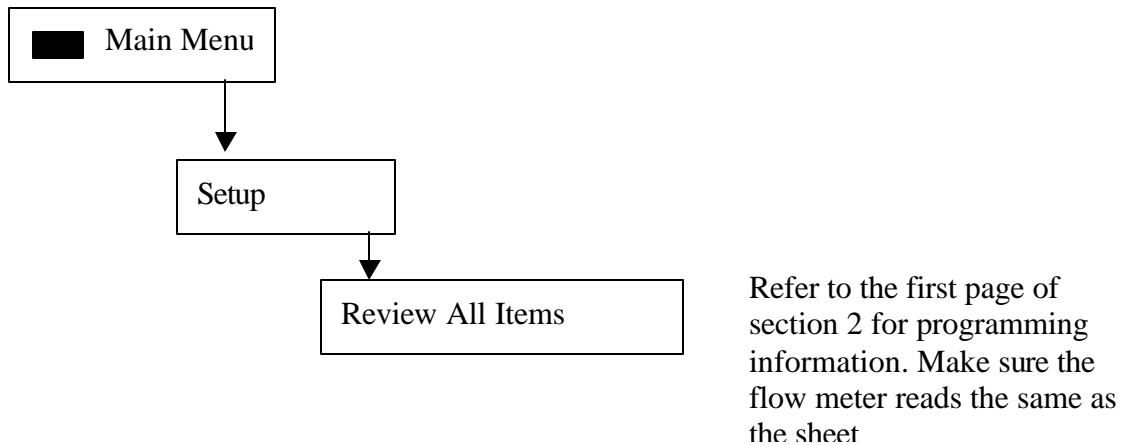 Main Menu
Setup
Review All Items
Refer to the first page of
section 2 for programming
information. Make sure the
flow meter reads the same as
the sheet